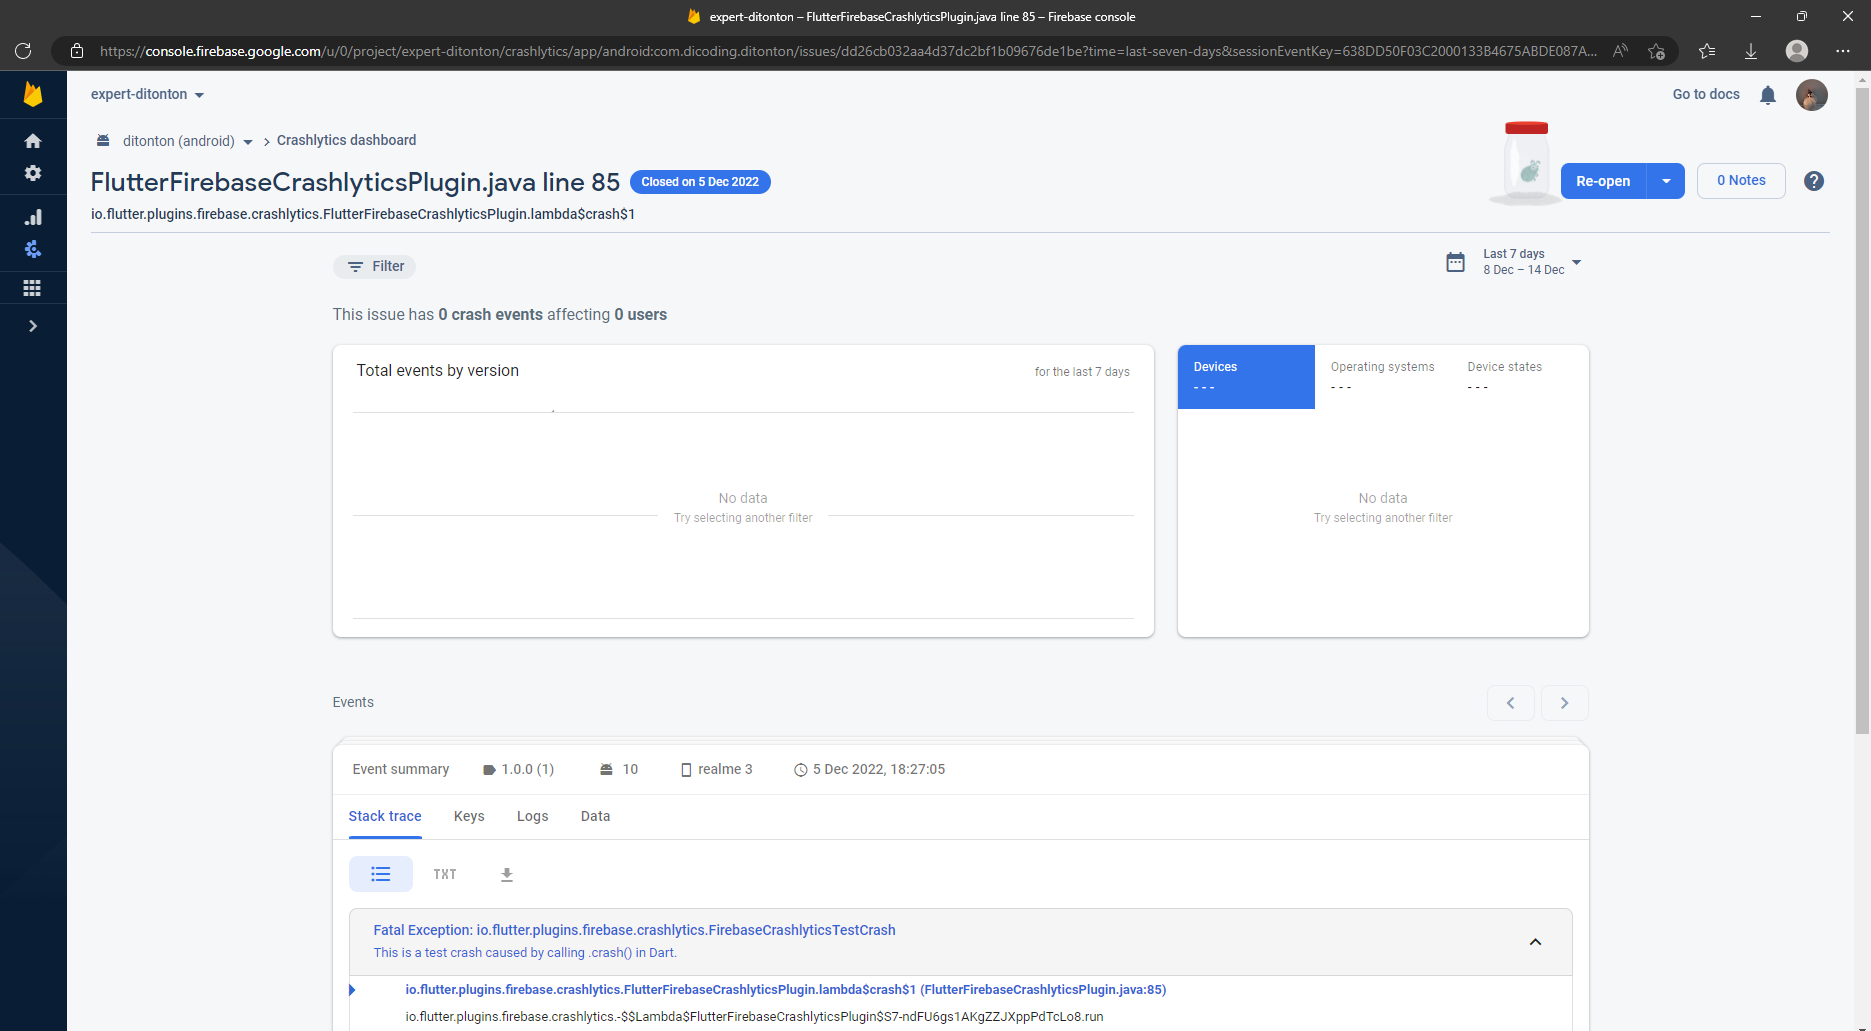 expert-ditonton – FlutterFirebaseCrashlyticsPlugin.java line 85 – Firebase console
https://console.firebase.google.com/u/0/project/expert-ditonton/crashlytics/app/android:com.dicoding.ditonton/issues/dd26cb032aa4d37dc2bf1b09676de1be?time=last-seven-days&sessionEventKey=638DD50F03C2000133B4675ABDE087A...
expert-ditonton
Go to docs
ditonton (android) > Crashlytics dashboard
FlutterFirebaseCrashlyticsPlugin.java line 85 Closed on 5 Dec 2022
Re-open
0 Notes
io.flutter.plugins.firebase.crashlytics.FlutterFirebaseCrashlyticsPlugin.lambda$crash$1
Filter
Last 7 days
8 Dec – 14 Dec
This issue has 0 crash events affecting 0 users
Total events by version
for the last 7 days
No data
Try selecting another filter
Devices
- - -
Operating systems
- - -
Device states
- - -
No data
Try selecting another filter
Events
Event summary 1.0.0 (1) 10 realme 3 5 Dec 2022, 18:27:05
Stack trace Keys Logs Data
TXT
Fatal Exception: io.flutter.plugins.firebase.crashlytics.FirebaseCrashlyticsTestCrash
This is a test crash caused by calling .crash() in Dart.
io.flutter.plugins.firebase.crashlytics.FlutterFirebaseCrashlyticsPlugin.lambda$crash$1 (FlutterFirebaseCrashlyticsPlugin.java:85)
io.flutter.plugins.firebase.crashlytics.-$$Lambda$FlutterFirebaseCrashlyticsPlugin$S7-ndFU6gs1AKgZZJXppPdTcLo8.run